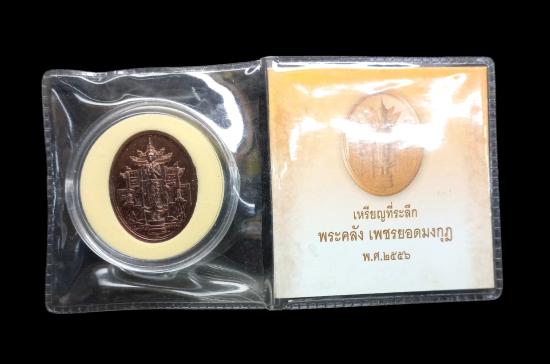 เหรียญที่ระลึก
พระคลัง เพชรยอดมงกุฎ
พ.ศ.๒๕๕๖